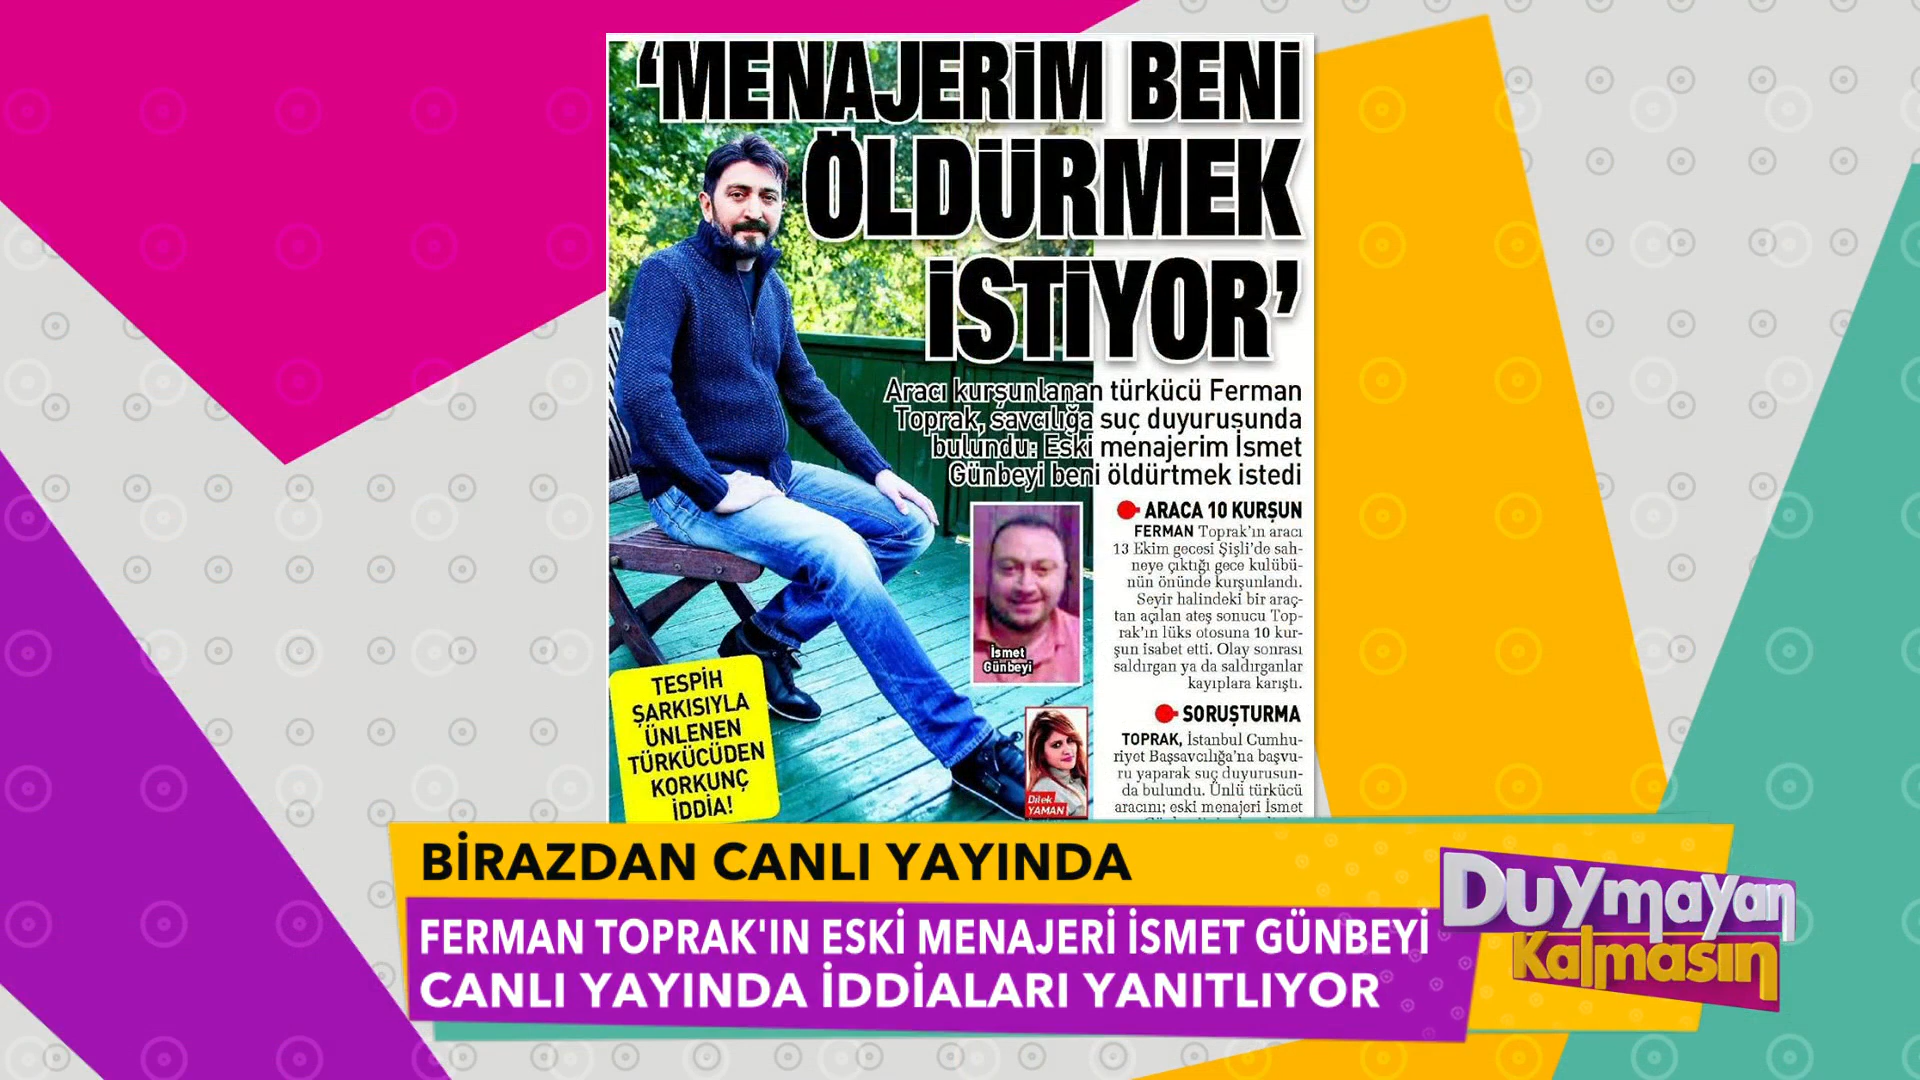 ‘MENAJERİM BENİ
ÖLDÜRMEK
İSTİYOR’
Aracı kurşunlanan türkücü Ferman
Toprak, savcılığa suç duyurusunda
bulundu: Eski menajerim İsmet
Günbeyi beni öldürtmek istedi
ARACA 10 KURŞUN
FERMAN Toprak'ın aracı
13 Ekim gecesi Şişli'de sah-
neye çıktığı gece kulübü-
nün önünde kurşunlandı.
Seyir halindeki bir araç-
tan açılan ateş sonucu Top-
rak'ın lüks otosuna 10 kur-
şun isabet etti. Olay sonrası
saldırgan ya da saldırganlar
kayıplara karıştı.
SORUŞTURMA
TOPRAK, İstanbul Cumhu-
riyet Başsavcılığa'na başvu-
ru yaparak suç duyurusun-
da bulundu. Ünlü türkücü
aracını; eski menajeri İsmet
İsmet
Günbeyi
Dilek
YAMAN
TESPİH
ŞARKISIYLA
ÜNLENEN
TÜRKÜCÜDEN
KORKUNÇ
İDDİA!
BİRAZDAN CANLI YAYINDA
FERMAN TOPRAK'IN ESKİ MENAJERİ İSMET GÜNBEYİ
CANLI YAYINDA İDDİALARI YANITLIYOR
Duymayan
Kalmasın